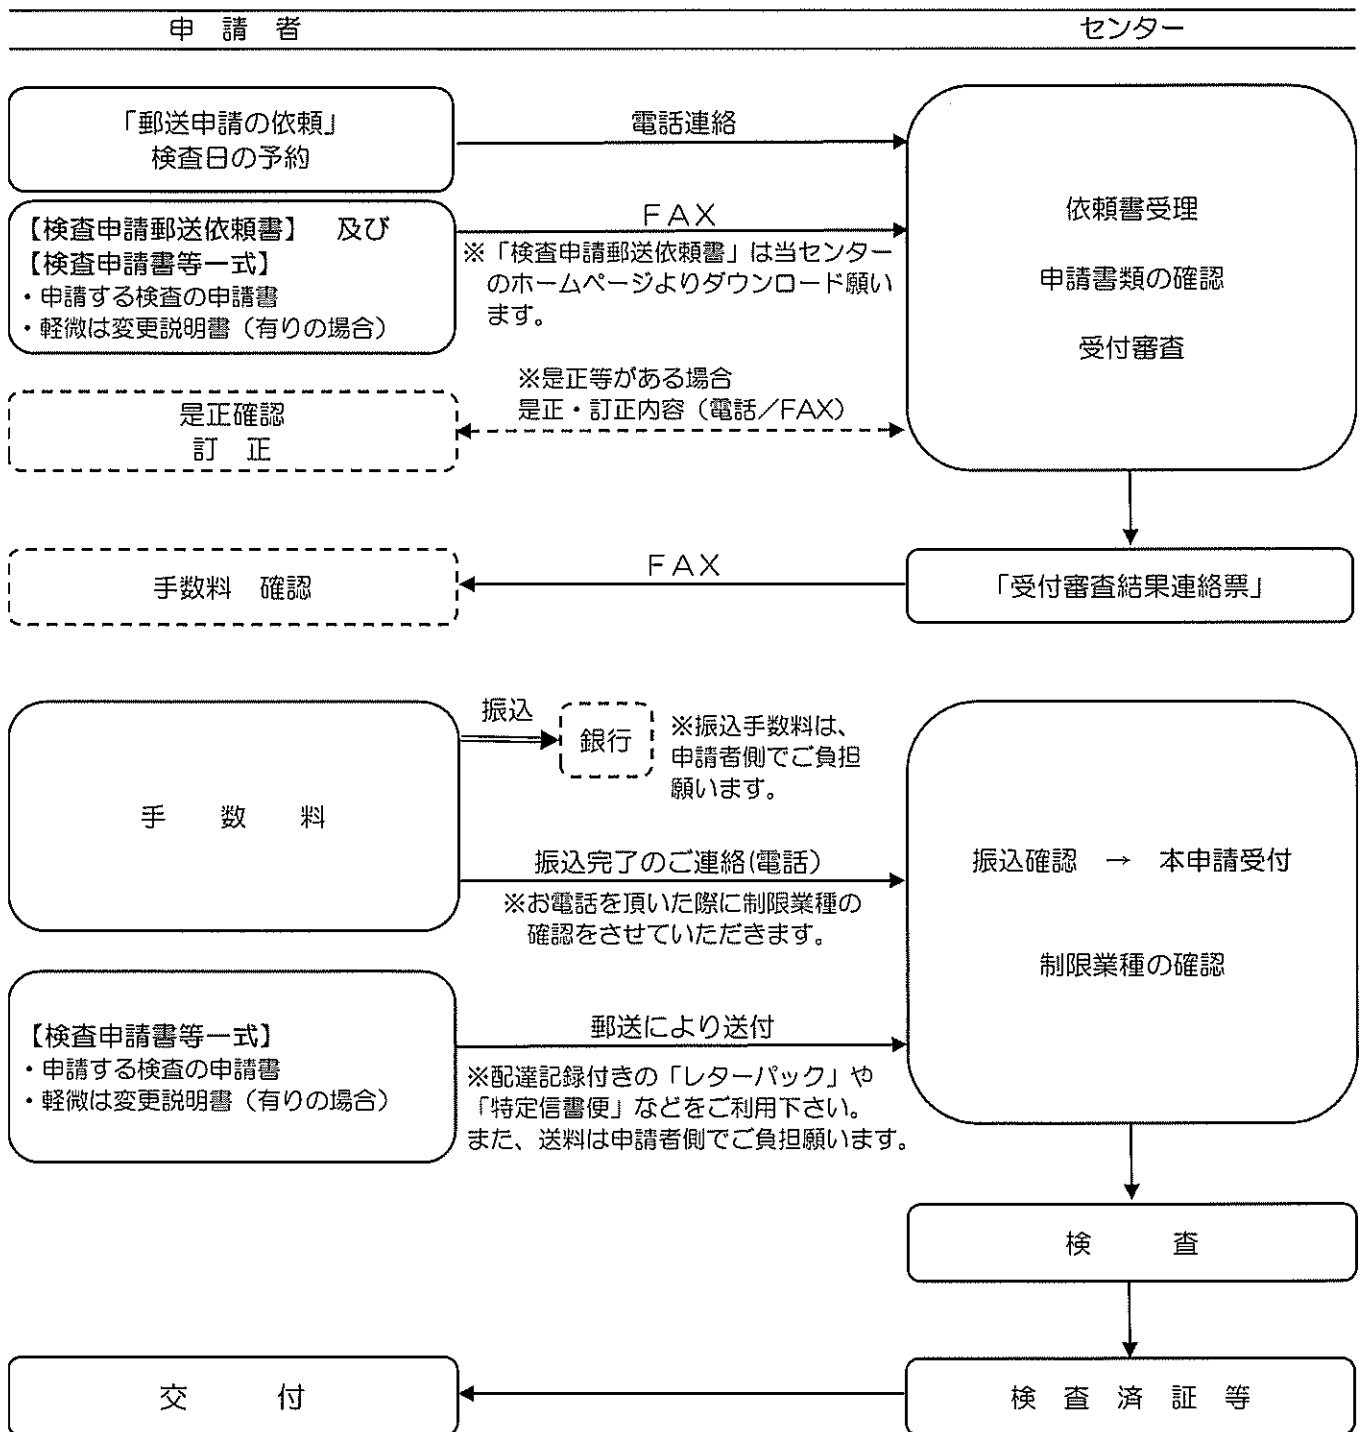 申 請 者
センター
「郵送申請の依頼」
検査日の予約
電話連絡
【検査申請郵送依頼書】 及び
【検査申請書等一式】
・申請する検査の申請書
・軽微は変更説明書（有りの場合）
ＦＡＸ
※「検査申請郵送依頼書」は当センター
のホームページよりダウンロード願い
ます。
依頼書受理
申請書類の確認
受付審査
※是正等がある場合
是正・訂正内容（電話／FAX）
是正確認
訂 正
手数料 確認
ＦＡＸ
「受付審査結果連絡票」
手 数 料
振込
銀行
※振込手数料は、
申請者側でご負担
願います。
振込完了のご連絡(電話)
※お電話を頂いた際に制限業種の
確認をさせていただきます。
振込確認 → 本申請受付
制限業種の確認
【検査申請書等一式】
・申請する検査の申請書
・軽微は変更説明書（有りの場合）
郵送により送付
※配達記録付きの「レターパック」や
「特定信書便」などをご利用下さい。
また、送料は申請者側でご負担願います。
検 査
交 付
検 査 済 証 等